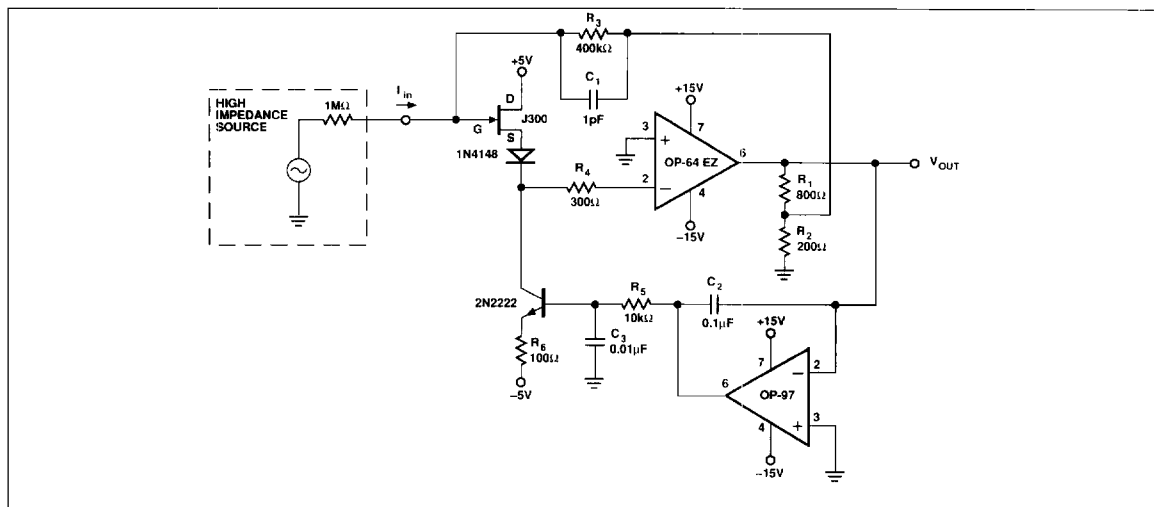 R3
400kΩ
C1
1pF
+5V
D
J300
G
S
HIGH
IMPEDANCE
SOURCE
1MΩ
Iin
1N4148
R4
300Ω
+15V
7
3
+
OP-64 EZ
6
2
−
4
−15V
VOUT
R1
800Ω
R2
200Ω
2N2222
R5
10kΩ
C2
0.1μF
C3
0.01μF
R6
100Ω
−5V
+15V
7
2
−
6
OP-97
4
+
3
−15V